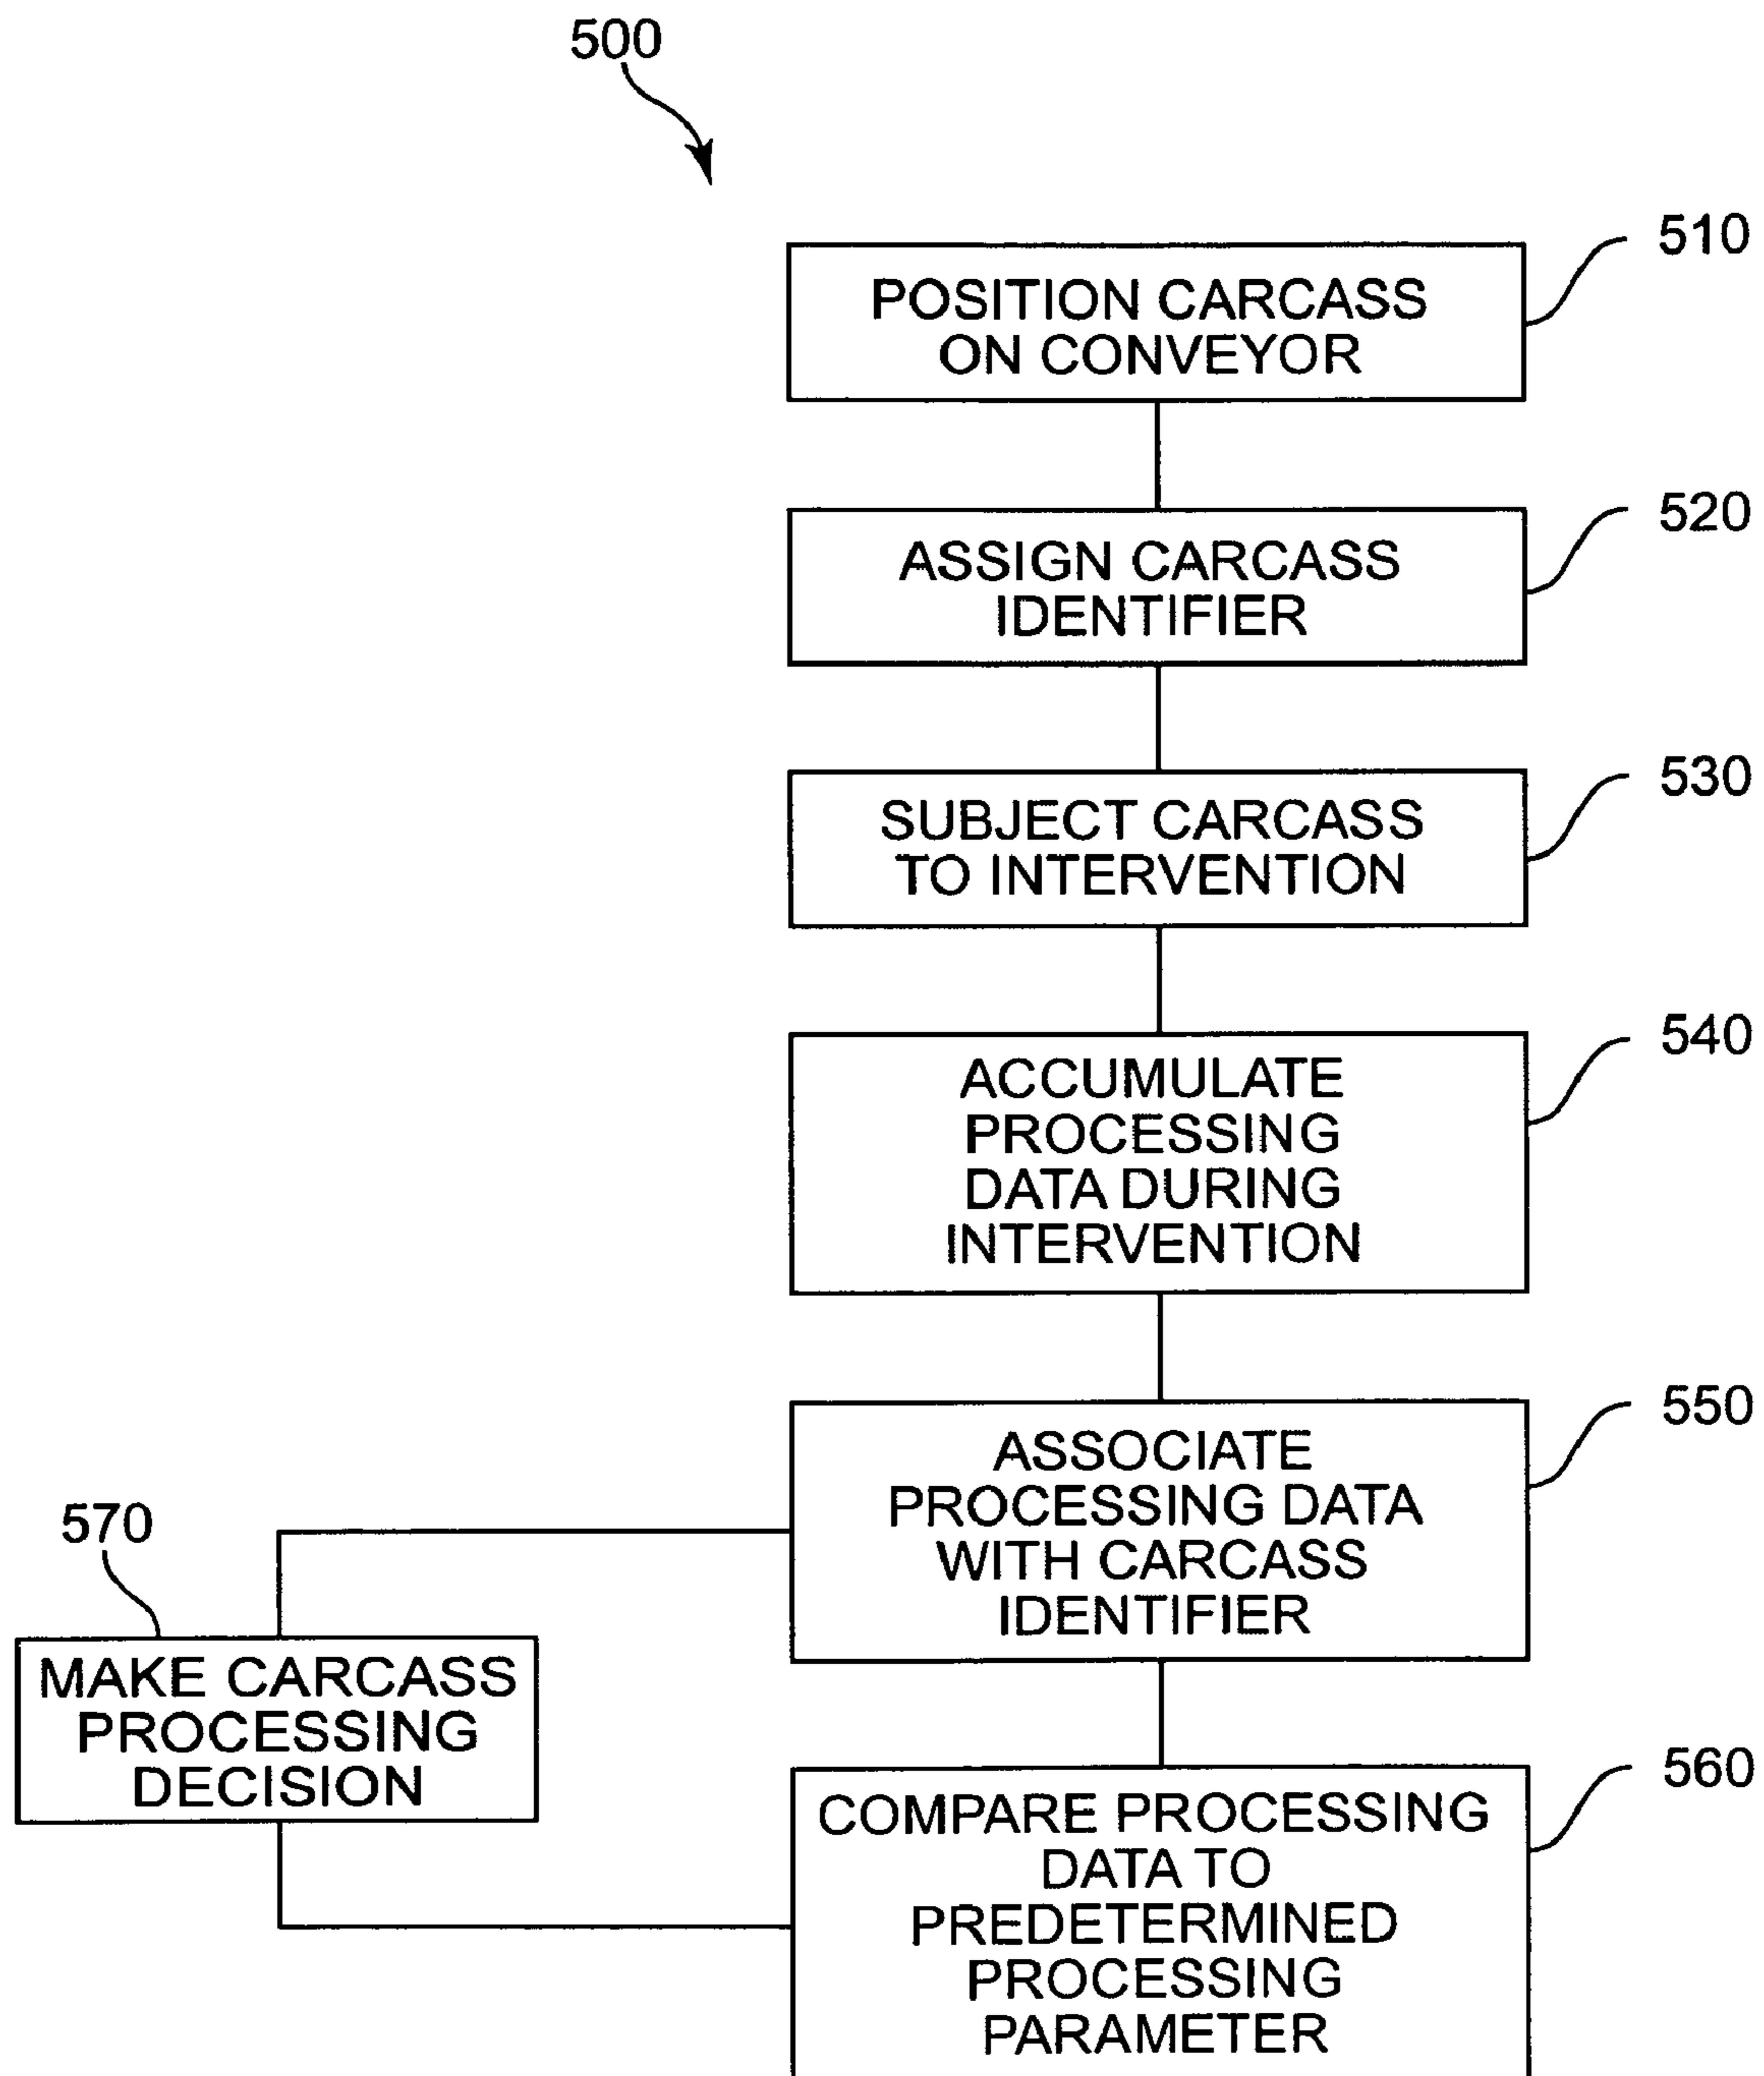 500
510
POSITION CARCASS
ON CONVEYOR
520
ASSIGN CARCASS
IDENTIFIER
530
SUBJECT CARCASS
TO INTERVENTION
540
ACCUMULATE
PROCESSING
DATA DURING
INTERVENTION
550
ASSOCIATE
PROCESSING DATA
WITH CARCASS
IDENTIFIER
570
MAKE CARCASS
PROCESSING
DECISION
560
COMPARE PROCESSING
DATA TO
PREDETERMINED
PROCESSING
PARAMETER